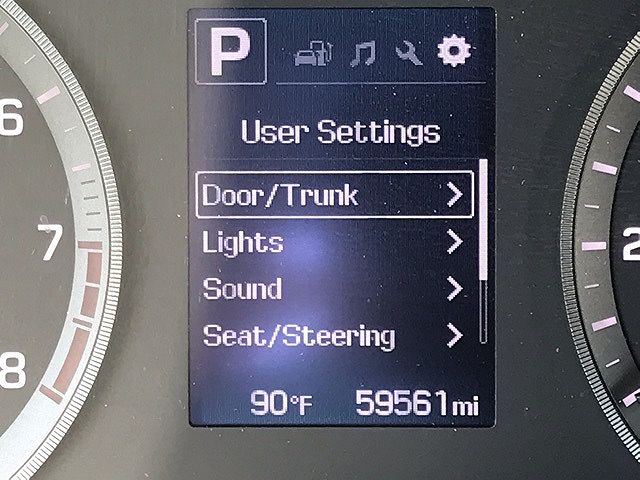 P
User Settings
Door/Trunk
Lights
Sound
Seat/Steering
90°F 59561mi
6
7
8
2